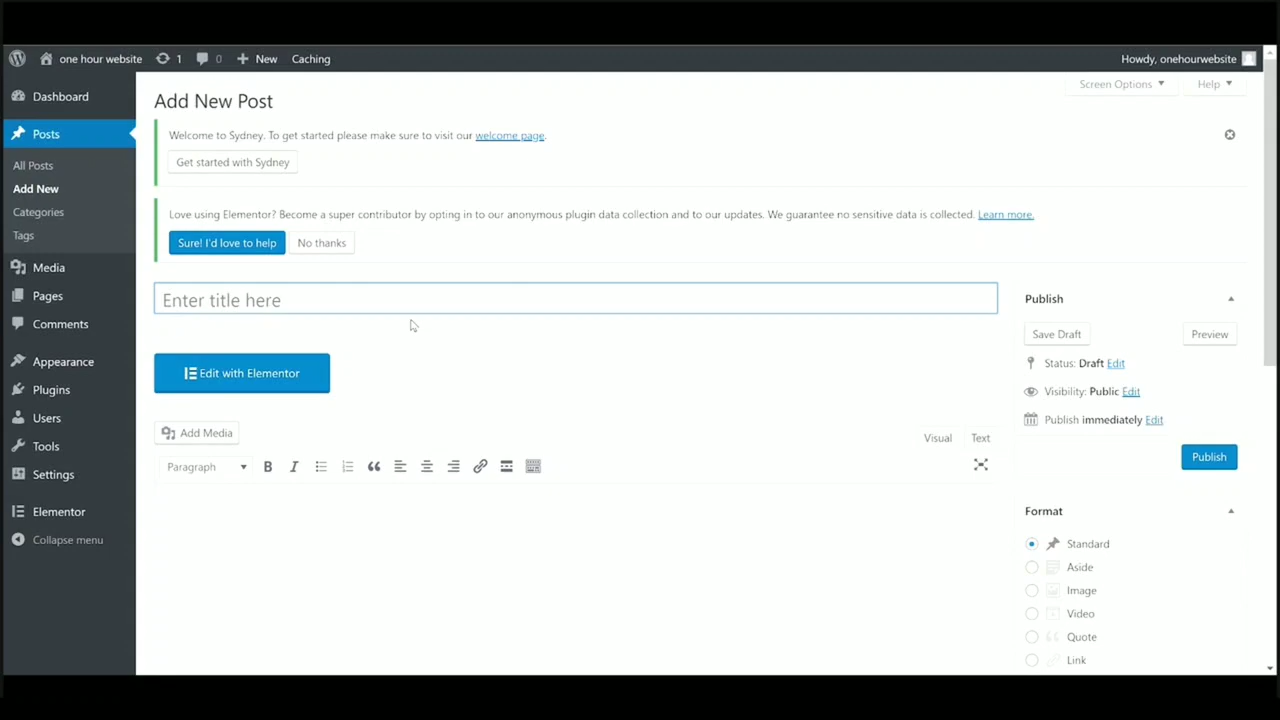 one hour website 1 0 New Caching Howdy, onehourwebsite
Dashboard
Posts
All Posts
Add New
Categories
Tags
Media
Pages
Comments
Appearance
Plugins
Users
Tools
Settings
Elementor
Collapse menu
Screen Options Help
Add New Post
Welcome to Sydney. To get started please make sure to visit our welcome page.
Get started with Sydney
Love using Elementor? Become a super contributor by opting in to our anonymous plugin data collection and to our updates. We guarantee no sensitive data is collected. Learn more.
Sure! I'd love to help No thanks
Enter title here
Edit with Elementor
Add Media
Visual Text
Paragraph B I
Publish
Save Draft Preview
Status: Draft Edit
Visibility: Public Edit
Publish immediately Edit
Publish
Format
Standard
Aside
Image
Video
Quote
Link